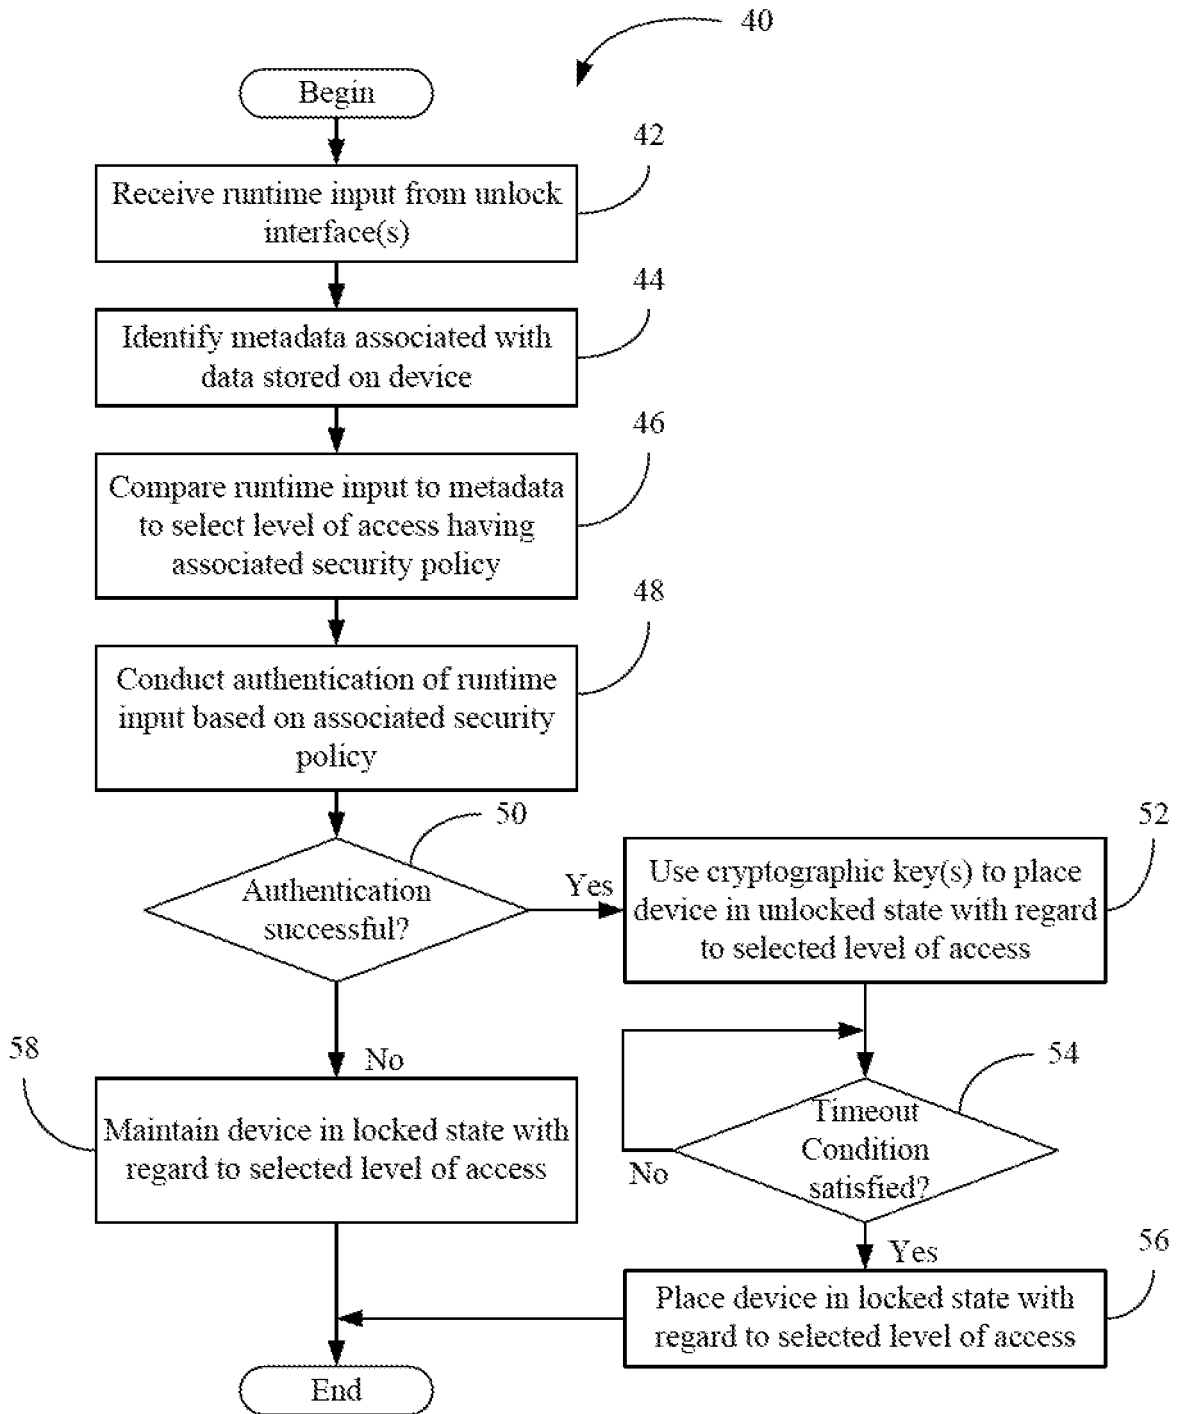 40
Begin
42
Receive runtime input from unlock
interface(s)
44
Identify metadata associated with
data stored on device
46
Compare runtime input to metadata
to select level of access having
associated security policy
48
Conduct authentication of runtime
input based on associated security
policy
50
Authentication
successful?
Yes
52
Use cryptographic key(s) to place
device in unlocked state with regard
to selected level of access
No
58
Maintain device in locked state with
regard to selected level of access
54
Timeout
Condition
satisfied?
No
Yes
56
Place device in locked state with
regard to selected level of access
End